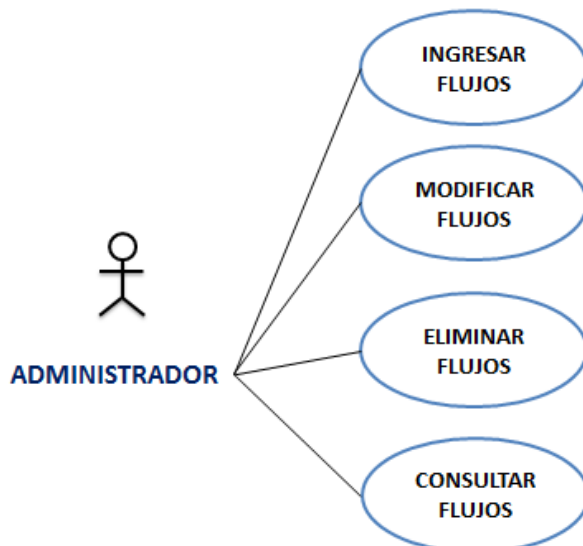 INGRESAR
FLUJOS
MODIFICAR
FLUJOS
ELIMINAR
FLUJOS
ADMINISTRADOR
CONSULTAR
FLUJOS